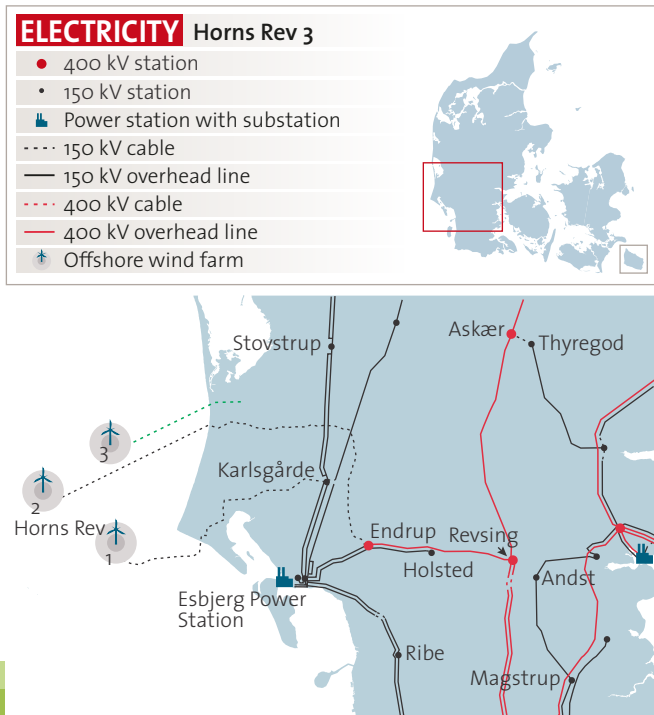 ELECTRICITY Horns Rev 3
400 kV station
150 kV station
Power station with substation
150 kV cable
150 kV overhead line
400 kV cable
400 kV overhead line
Offshore wind farm
Askær
Stovstrup
Thyregod
3
Karlsgårde
2
Horns Rev
1
Endrup
Revsing
Holsted
Andst
Esbjerg Power
Station
Ribe
Magstrup